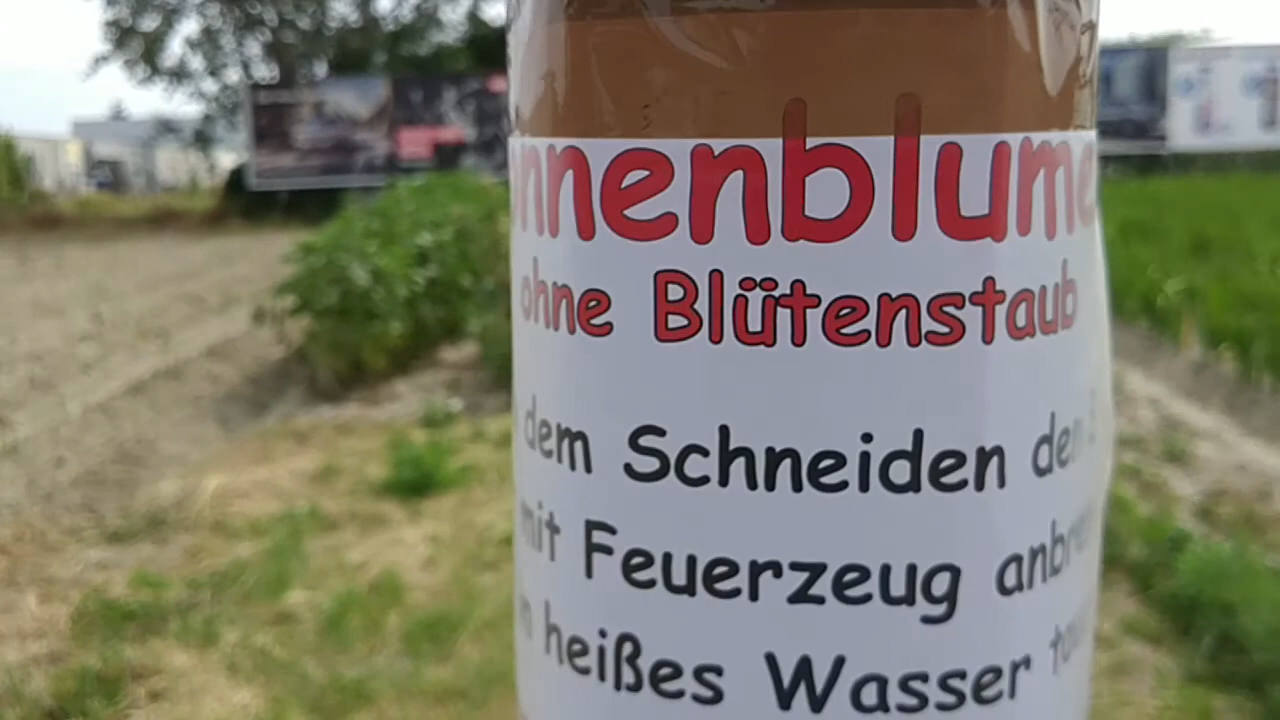 nnenblume
ohne Blütenstaub
dem Schneiden den
mit Feuerzeug anbre
heißes Wasser